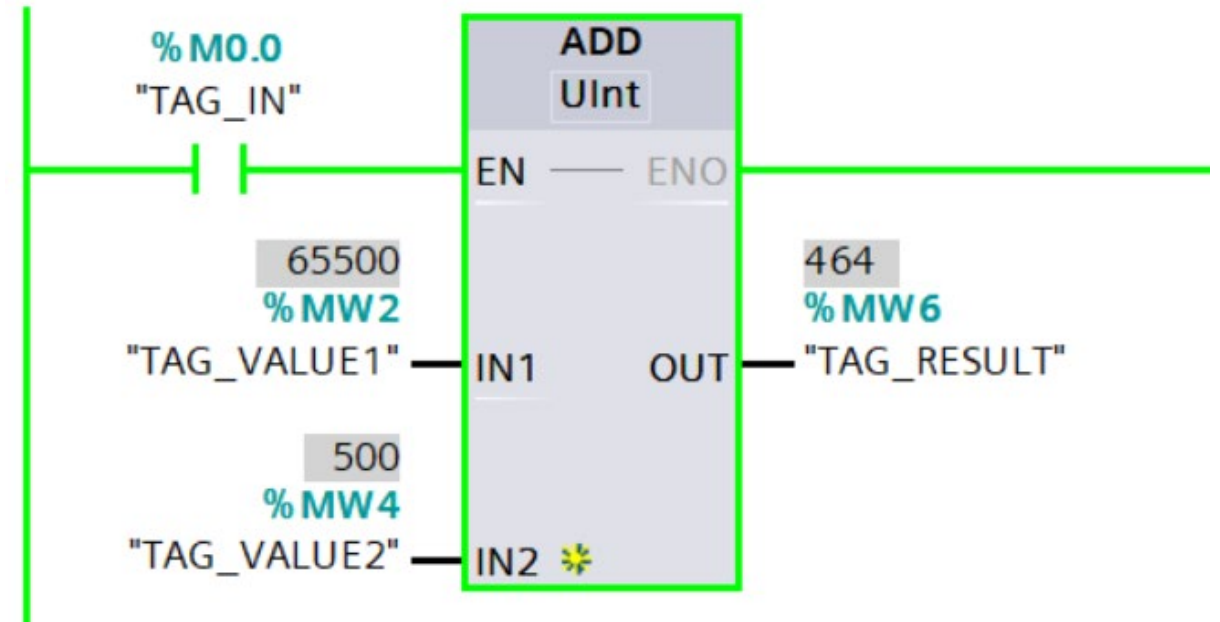 %M0.0
"TAG_IN"
ADD
UInt
EN ENO
65500
%MW2
"TAG_VALUE1"
IN1
OUT
464
%MW6
"TAG_RESULT"
500
%MW4
"TAG_VALUE2"
IN2